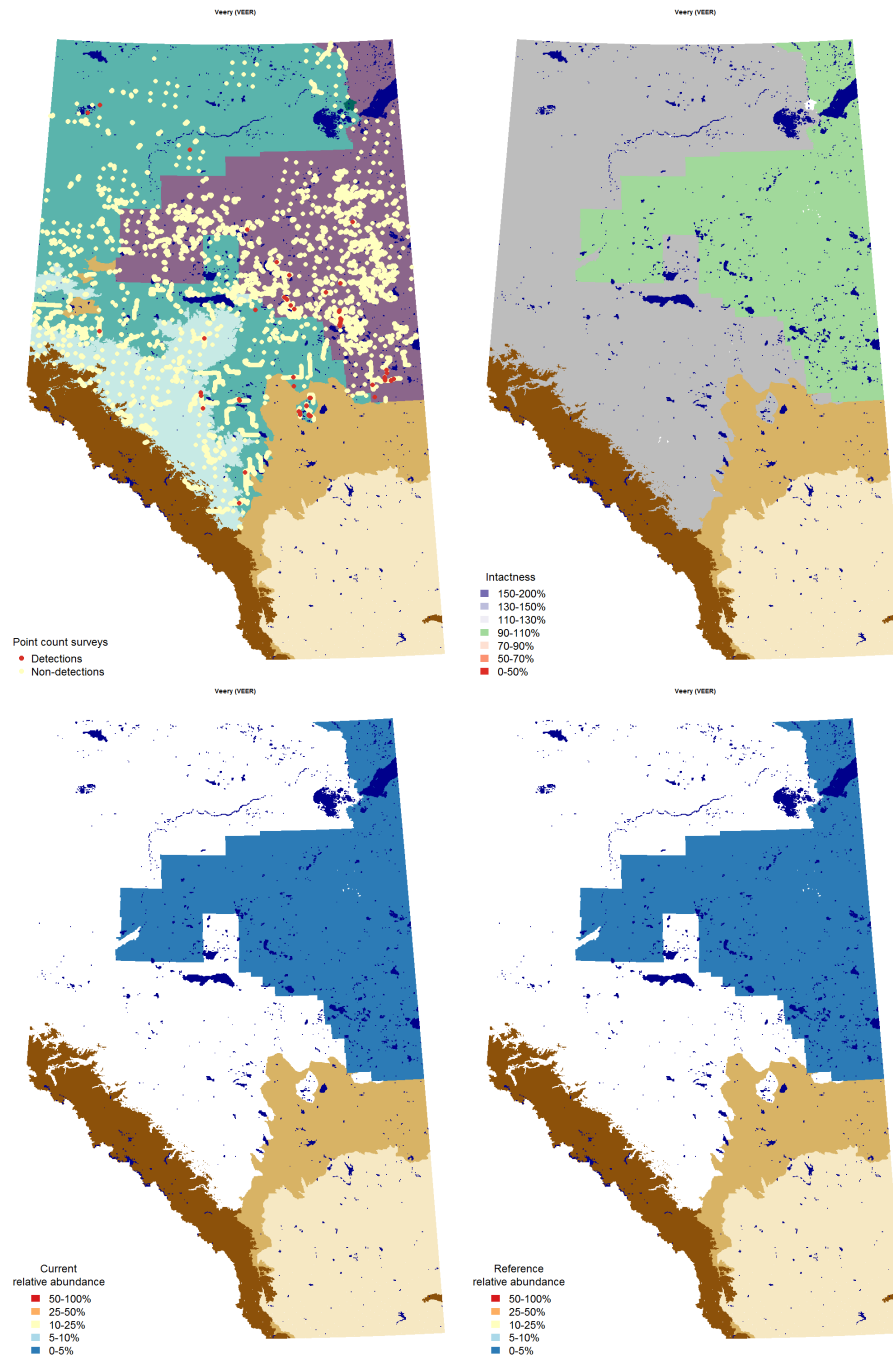 Veery (VEER)
Veery (VEER)
Point count surveys
Detections
Non-detections
Intactness
150-200%
130-150%
110-130%
90-110%
70-90%
50-70%
0-50%
Veery (VEER)
Veery (VEER)
Current
relative abundance
50-100%
25-50%
10-25%
5-10%
0-5%
Reference
relative abundance
50-100%
25-50%
10-25%
5-10%
0-5%